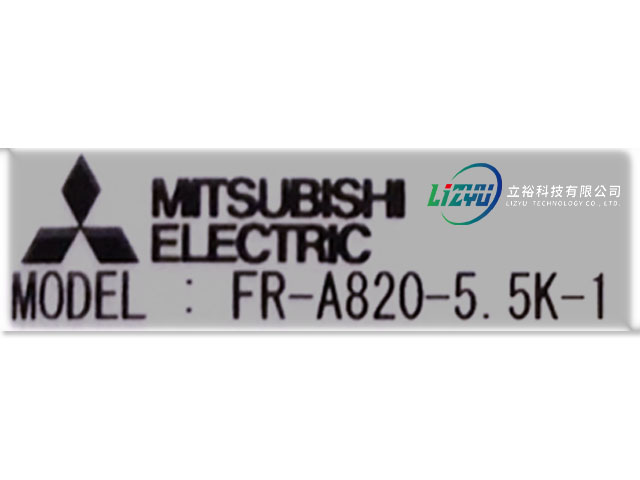 MITSUBISHI
ELECTRIC
LiZYU
立裕科技有限公司
LIZYU TECHNOLOGY CO., LTD.
MODEL : FR-A820-5.5K-1